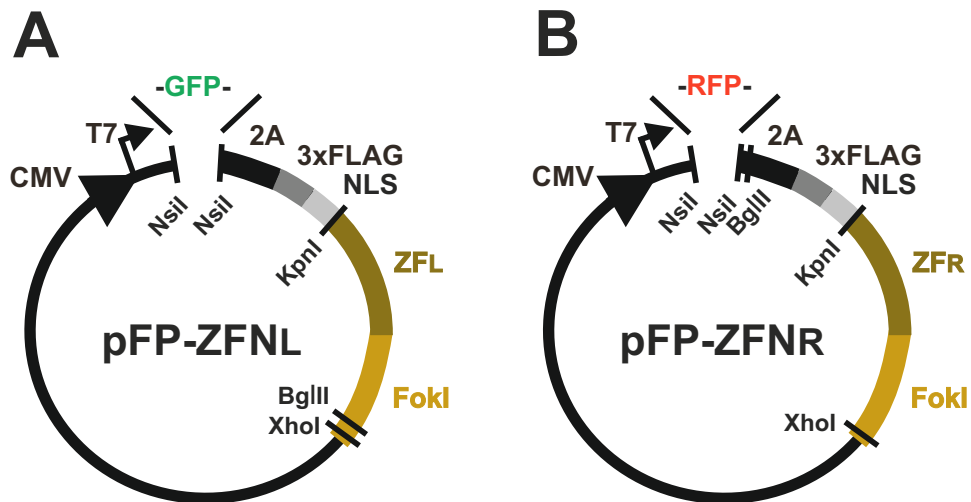 A
-GFP-
T7
2A
3xFLAG
CMV
NLS
NsiI
NsiI
KpnI
ZFL
pFP-ZFNL
BglII
FokI
XhoI
B
-RFP-
T7
2A
3xFLAG
CMV
NLS
NsiI
NsiI
BglII
KpnI
ZFR
pFP-ZFNR
FokI
XhoI